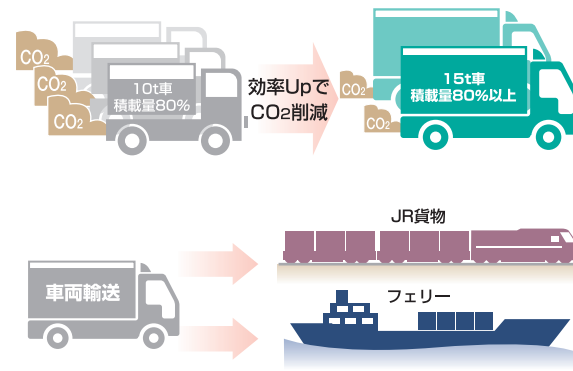 CO2
CO2
CO2
10t車
積載量80%
効率Upで
CO2削減
CO2
CO2
15t車
積載量80%以上
JR貨物
車両輸送
フェリー